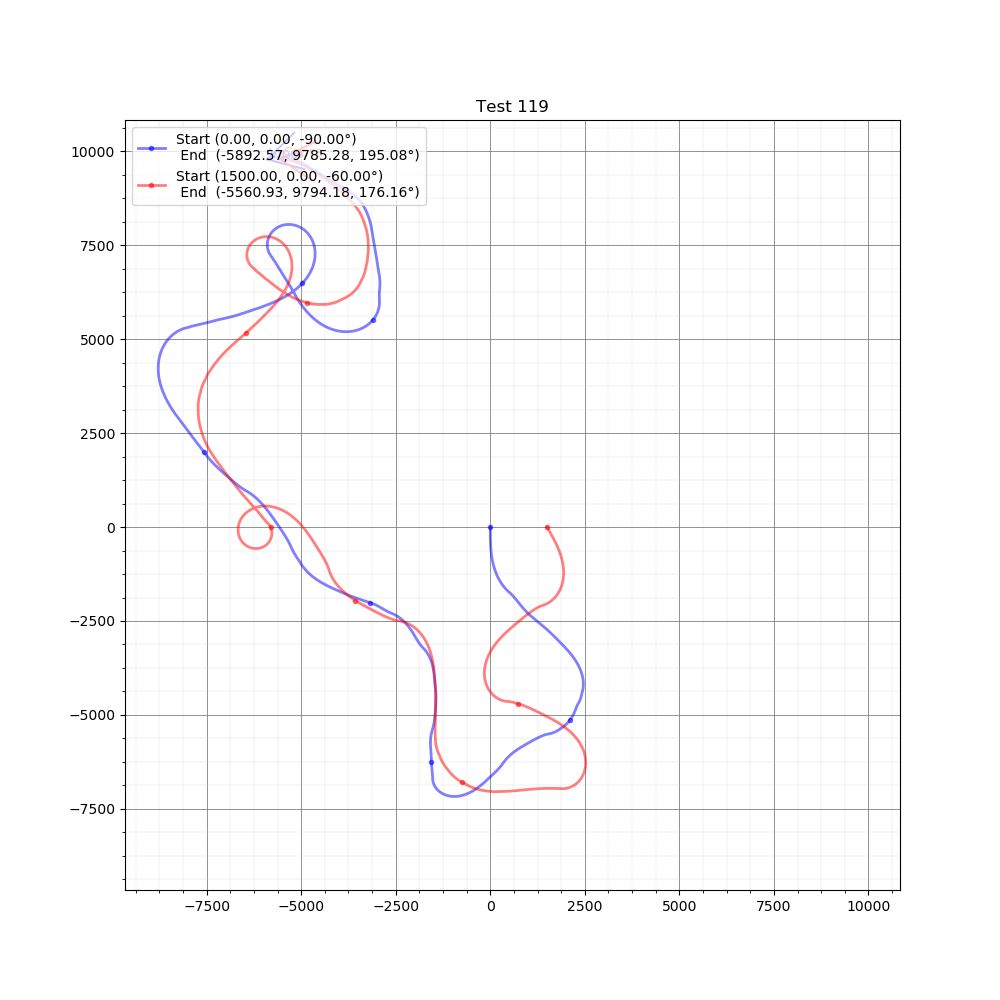 Test 119
Start (0.00, 0.00, -90.00°)
End (-5892.57, 9785.28, 195.08°)
Start (1500.00, 0.00, -60.00°)
End (-5560.93, 9794.18, 176.16°)
10000
7500
5000
2500
0
−2500
−5000
−7500
−7500 −5000 −2500 0 2500 5000 7500 10000